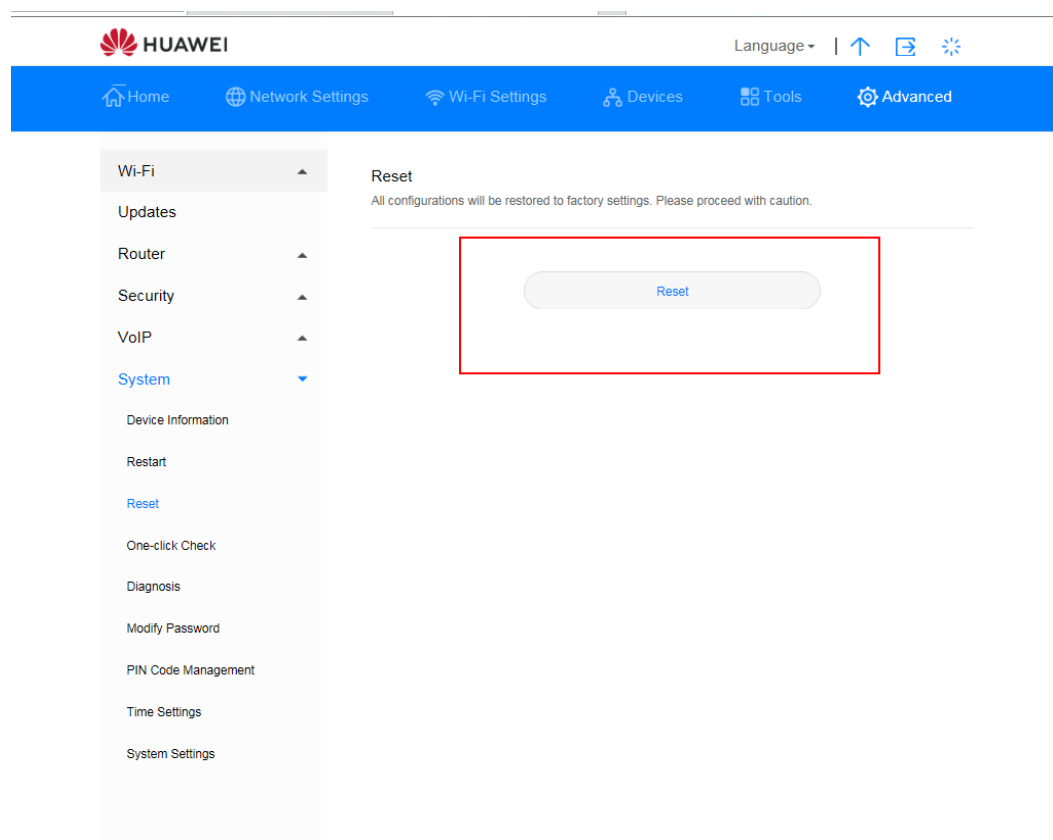 HUAWEI
Language
Home
Network Settings
Wi-Fi Settings
Devices
Tools
Advanced
Wi-Fi
Updates
Router
Security
VoIP
System
Device Information
Restart
Reset
One-click Check
Diagnosis
Modify Password
PIN Code Management
Time Settings
System Settings
Reset
All configurations will be restored to factory settings. Please proceed with caution.
Reset